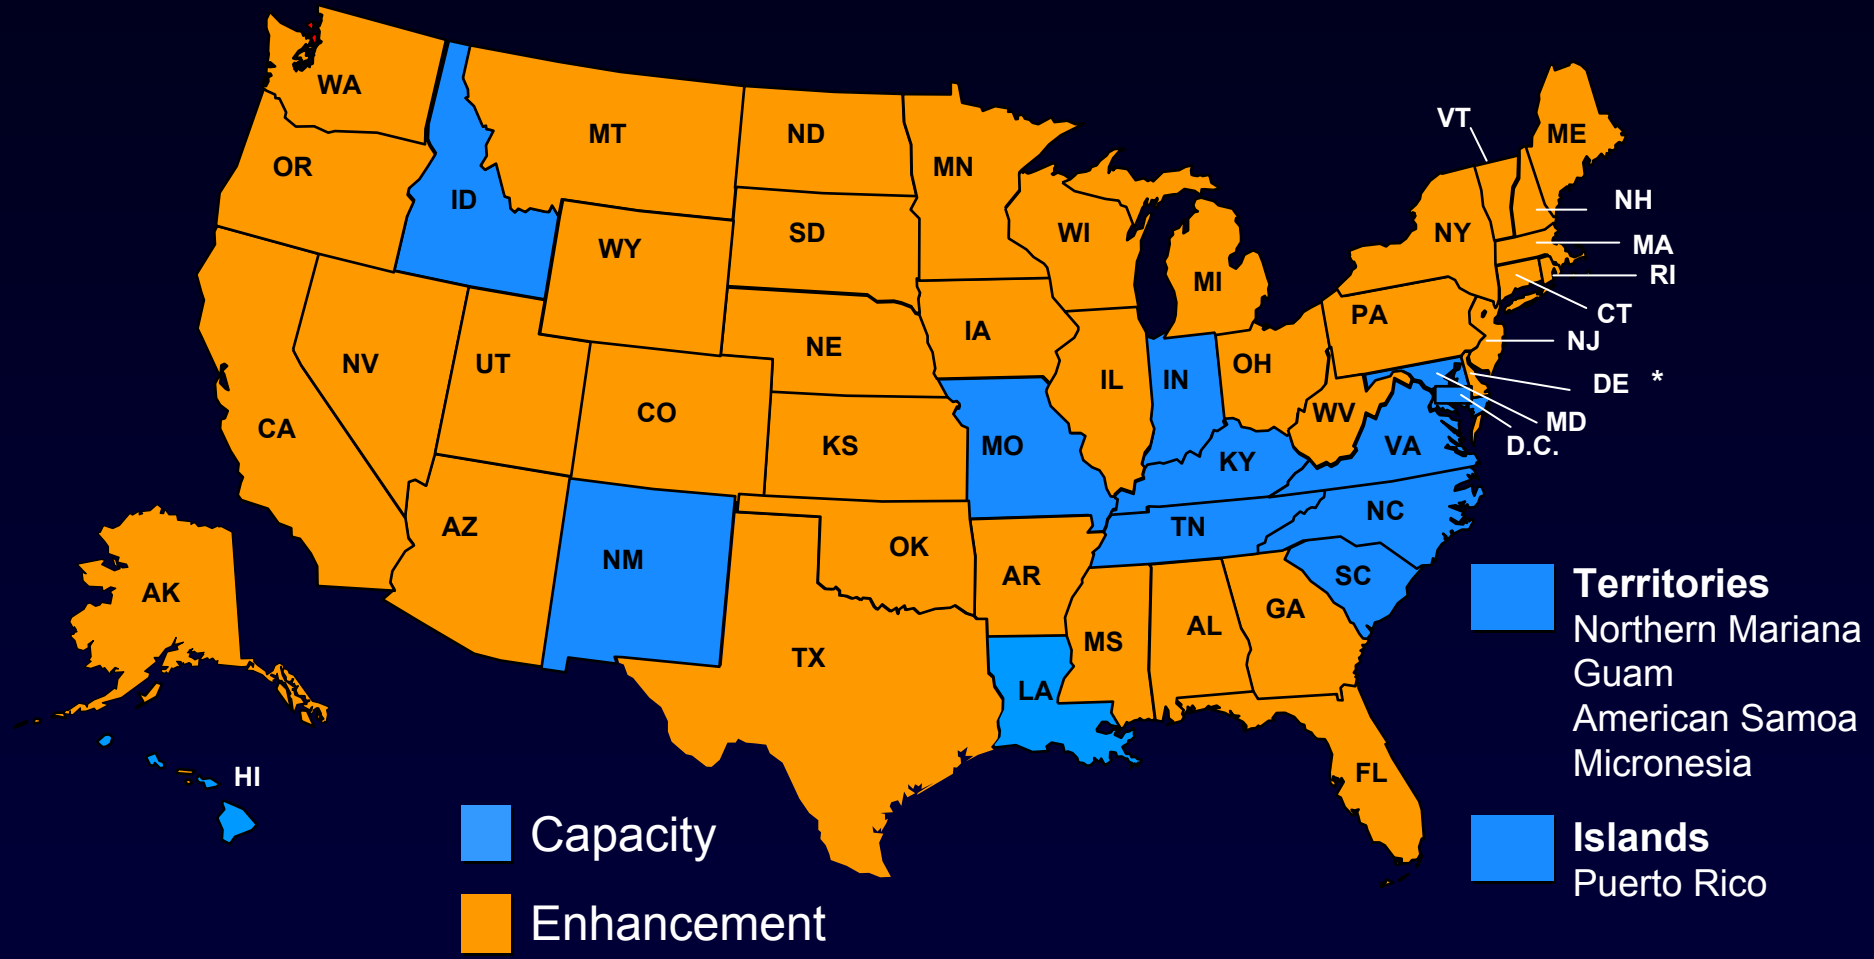 WA
MT
ND
MN
VT
ME
OR
ID
WY
SD
WI
MI
NY
NH
MA
RI
CT
PA
NJ
NV
UT
CO
NE
IA
IL
IN
OH
DE *
MD
D.C.
CA
KS
MO
KY
WV
VA
AZ
NM
OK
AR
TN
NC
SC
AK
TX
LA
MS
AL
GA
FL
HI
Territories
Northern Mariana
Guam
American Samoa
Micronesia
Islands
Puerto Rico
Capacity
Enhancement